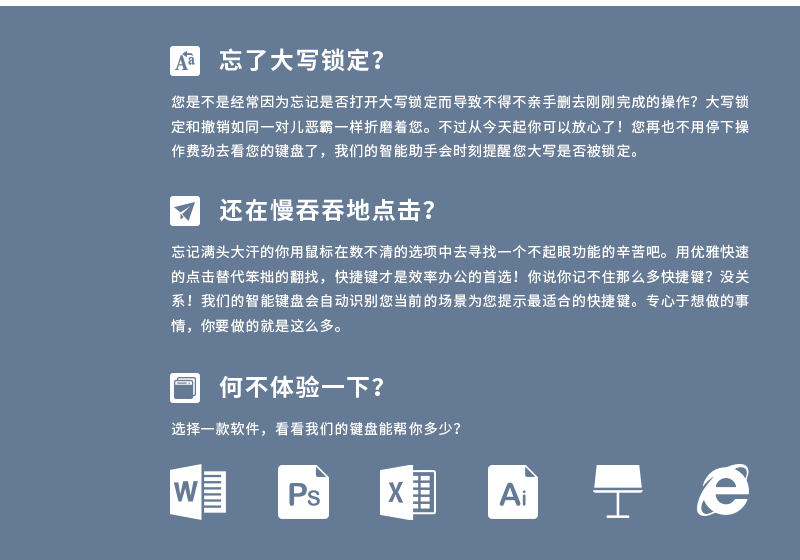 Aa
忘了大写锁定？
您是不是经常因为忘记是否打开大写锁定而导致不得不亲手删去刚刚完成的操作？大写锁
定和撤销如同一对儿恶霸一样折磨着您。不过从今天起你可以放心了！您再也不用停下操
作费劲去看您的键盘了，我们的智能助手会时刻提醒您大写是否被锁定。
还在慢吞吞地点击？
忘记满头大汗的你用鼠标在数不清的选项中去寻找一个不起眼功能的辛苦吧。用优雅快速
的点击替代笨拙的翻找，快捷键才是效率办公的首选！你说你记不住那么多快捷键？没关
系！我们的智能键盘会自动识别您当前的场景为您提示最适合的快捷键。专心于想做的事
情，你要做的就是这么多。
何不体验一下？
选择一款软件，看看我们的键盘能帮你多少？
W Ps X Ai e